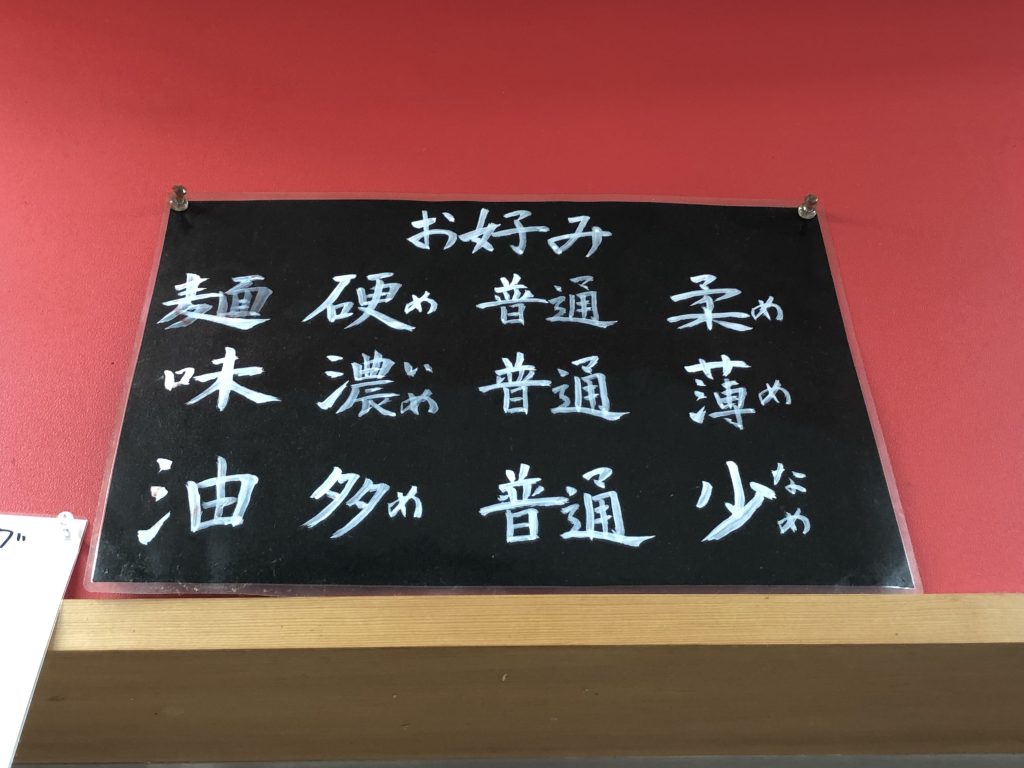 お好み
麺 硬め 普通 柔め
味 濃いめ 普通 薄め
油 多め 普通 少なめ